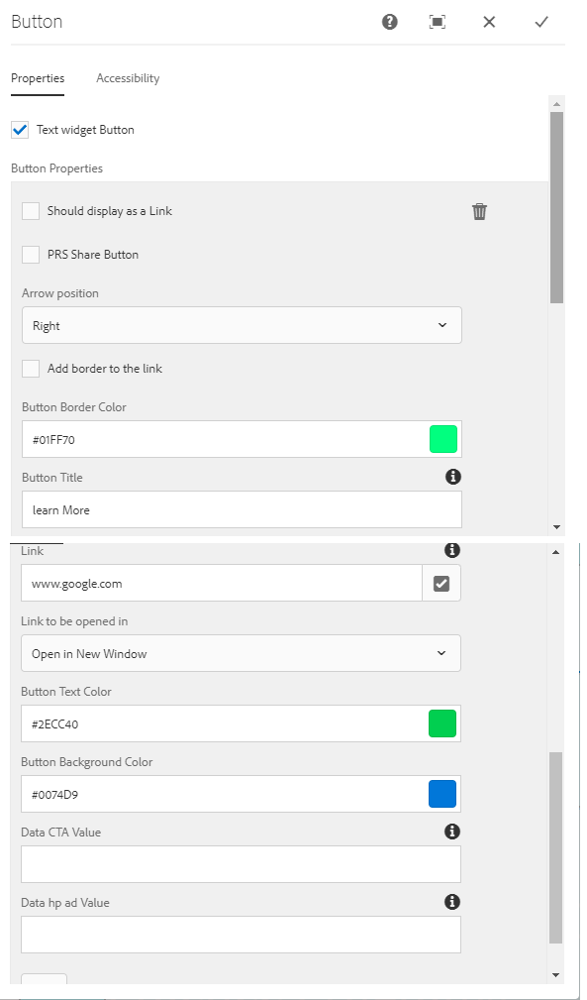 Button
Properties Accessibility
Text widget Button
Button Properties
Should display as a Link
PRS Share Button
Arrow position
Right
Add border to the link
Button Border Color
#01FF70
Button Title
learn More
Link
www.google.com
Link to be opened in
Open in New Window
Button Text Color
#2ECC40
Button Background Color
#0074D9
Data CTA Value
Data hp ad Value